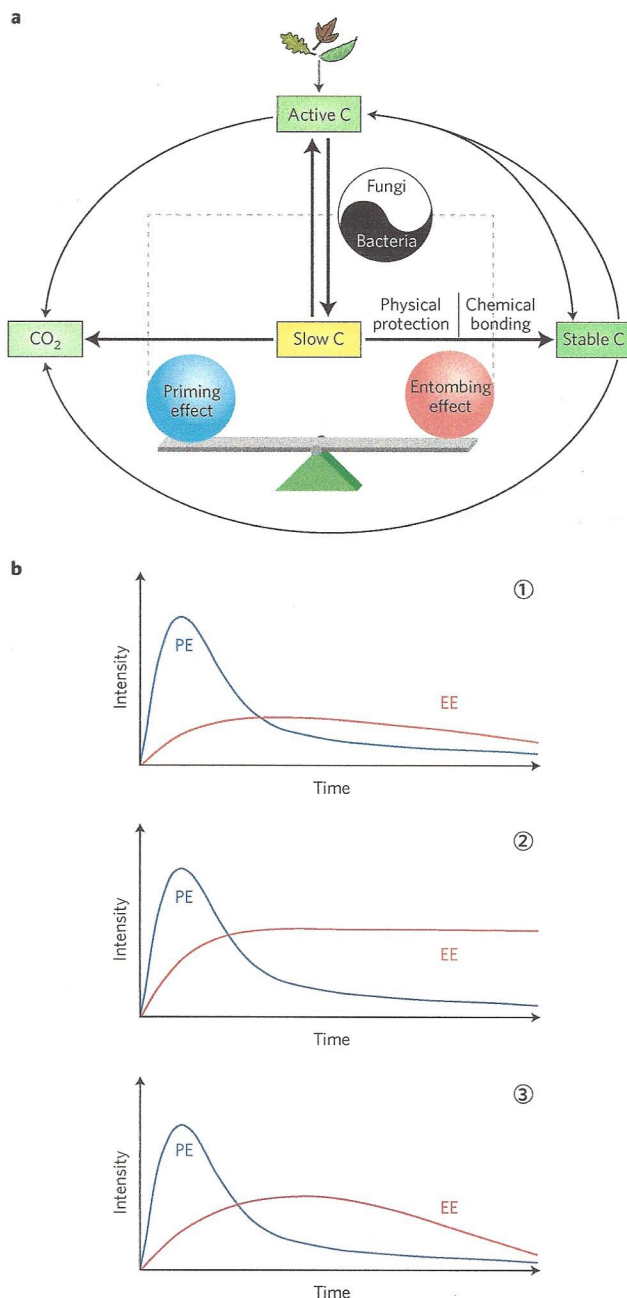 a
Active C
Fungi
Bacteria
Physical
protection
Chemical
bonding
CO₂
Slow C
Stable C
Priming
effect
Entombing
effect
b
①
PE
EE
Intensity
Time
②
PE
EE
Intensity
Time
③
PE
EE
Intensity
Time